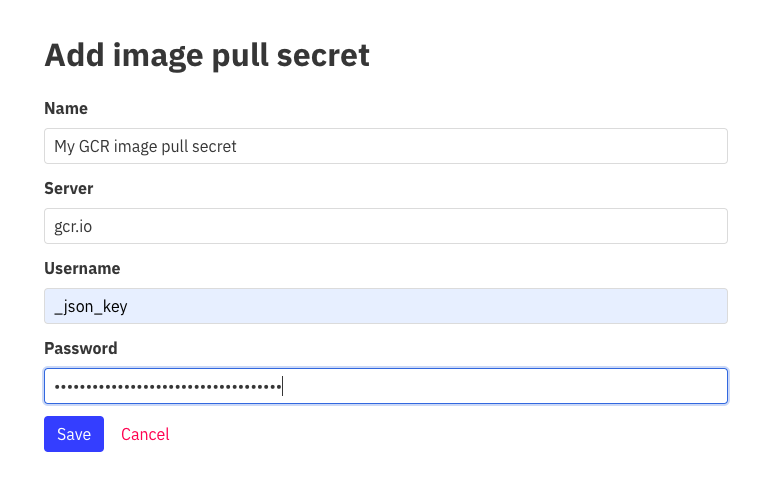 Add image pull secret
Name
My GCR image pull secret
Server
gcr.io
Username
_json_key
Password
••••••••••••••••••••••••••••••••••••
Save Cancel